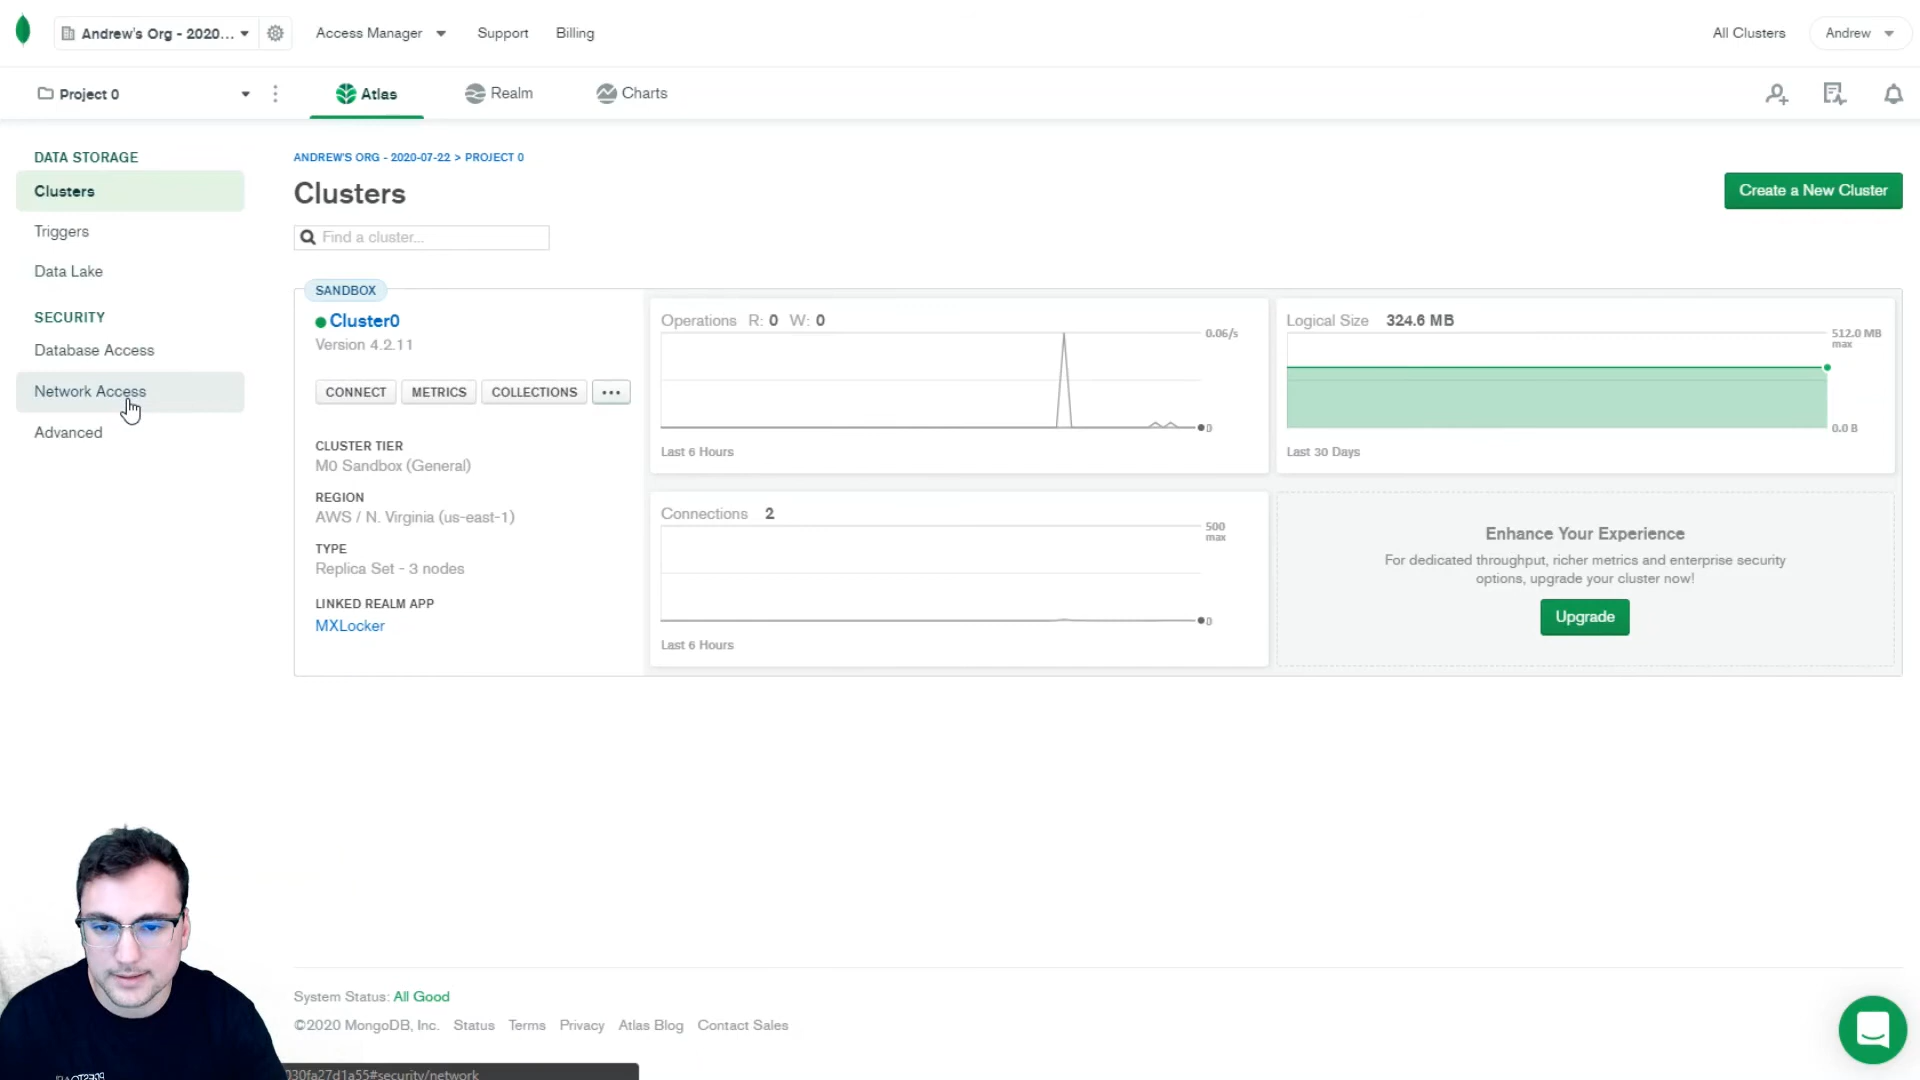 Andrew's Org - 2020...
Access Manager
Support
Billing
All Clusters
Andrew
Project 0
Atlas
Realm
Charts
DATA STORAGE
Clusters
Triggers
Data Lake
SECURITY
Database Access
Network Access
Advanced
ANDREW'S ORG - 2020-07-22 > PROJECT 0
Clusters
Create a New Cluster
Find a cluster...
SANDBOX
Cluster0
Version 4.2.11
CONNECT
METRICS
COLLECTIONS
...
CLUSTER TIER
M0 Sandbox (General)
REGION
AWS / N. Virginia (us-east-1)
TYPE
Replica Set - 3 nodes
LINKED REALM APP
MXLocker
Operations R: 0 W: 0
0.06/s
0
Last 6 Hours
Logical Size 324.6 MB
512.0 MB
max
0.0 B
Last 30 Days
Connections 2
500
max
0
Last 6 Hours
Enhance Your Experience
For dedicated throughput, richer metrics and enterprise security
options, upgrade your cluster now!
Upgrade
System Status: All Good
©2020 MongoDB, Inc. Status Terms Privacy Atlas Blog Contact Sales
030fa27d1a55#security/network